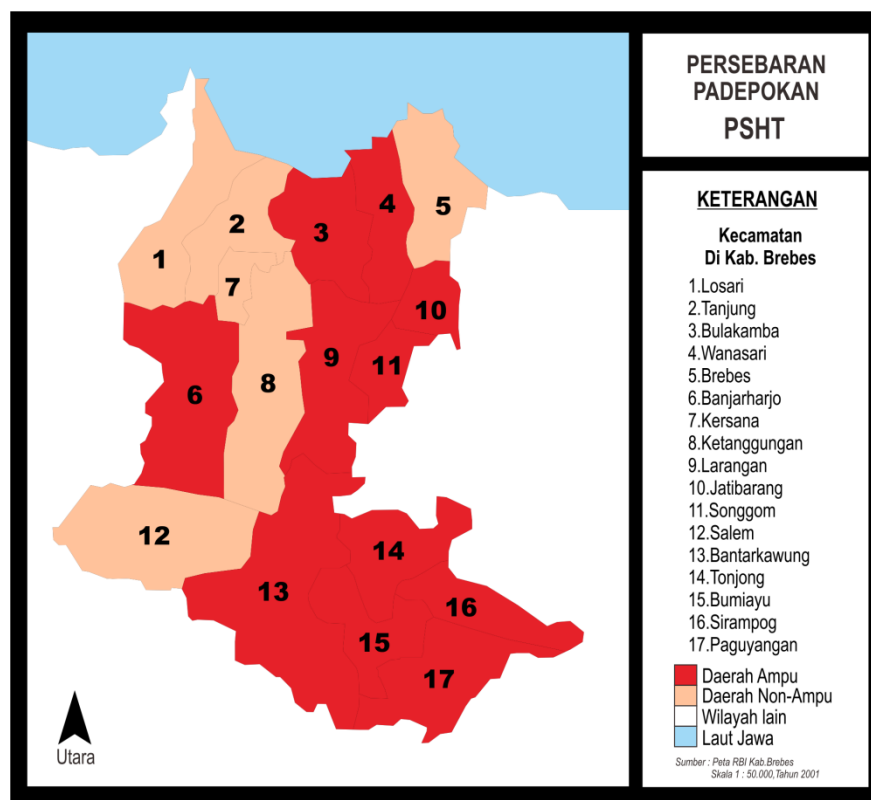 PERSEBARAN
PADEPOKAN
PSHT
KETERANGAN
Kecamatan
Di Kab. Brebes
1.Losari
2.Tanjung
3.Bulakamba
4.Wanasari
5.Brebes
6.Banjarharjo
7.Kersana
8.Ketanggungan
9.Larangan
10.Jatibarang
11.Songgom
12.Salem
13.Bantarkawung
14.Tonjong
15.Bumiayu
16.Sirampog
17.Paguyangan
Daerah Ampu
Daerah Non-Ampu
Wilayah lain
Laut Jawa
Sumber : Peta RBI Kab.Brebes
Skala 1 : 50.000,Tahun 2001
1
2
3
4
5
6
7
8
9
10
11
12
13
14
15
16
17
Utara